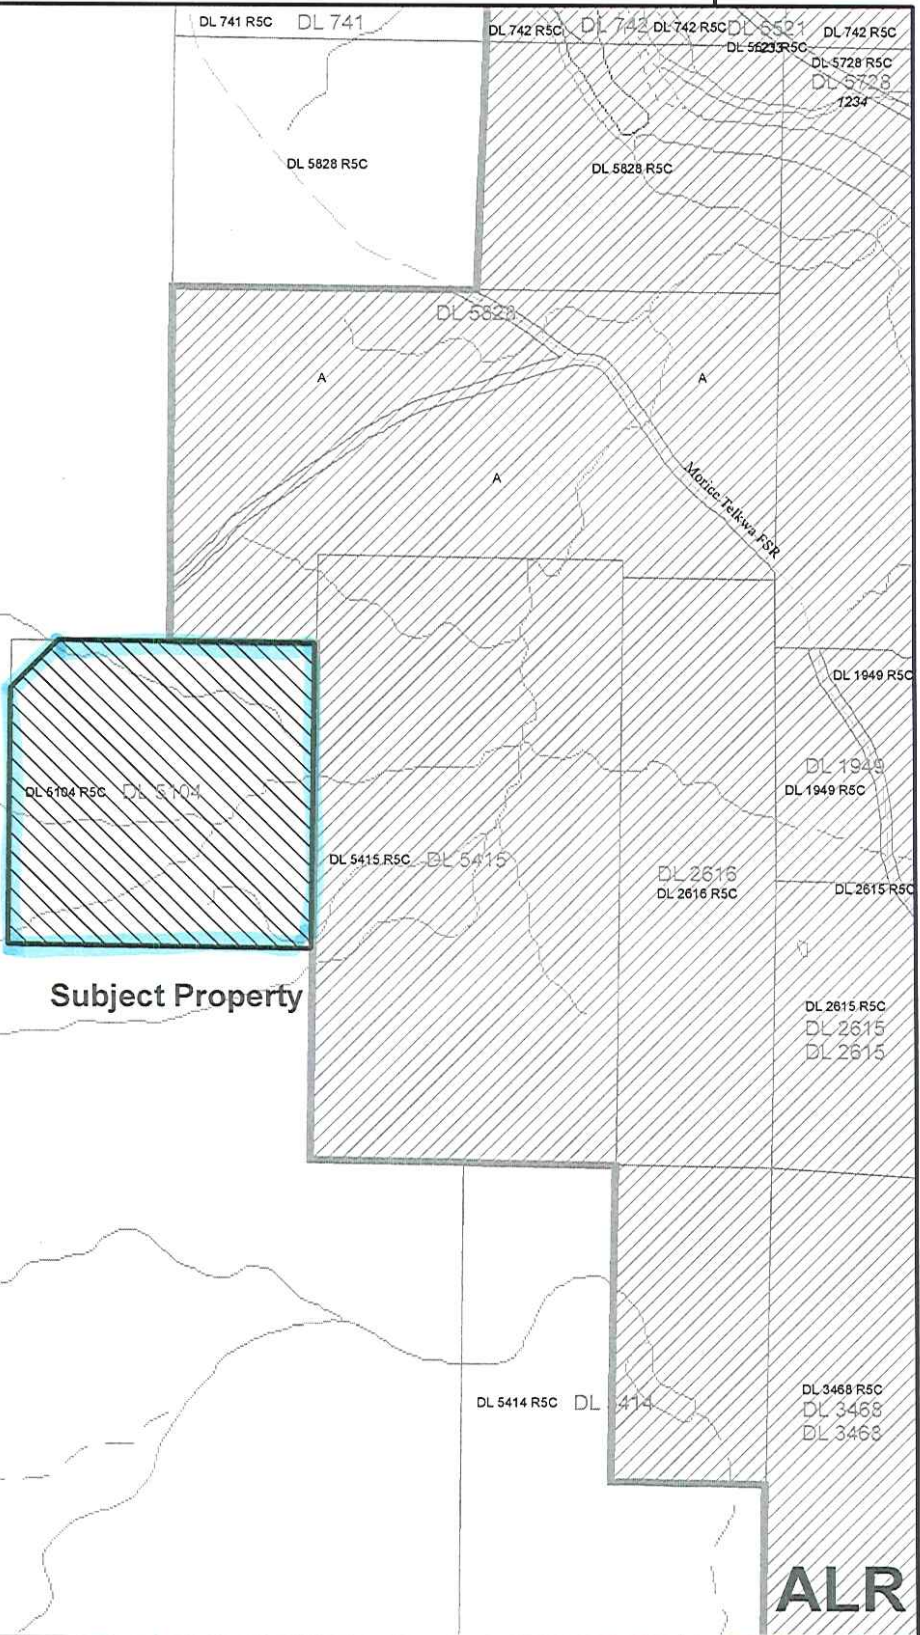 DL 741 R5C DL 741
DL 742 R5C DL 742 DL 742 R5C DL 5521 DL 742 R5C
DL 5728 R5C
DL 5728
1234
DL 5828 R5C
DL 5828 R5C
DL 5828
A
A
A
Morice Telkwa FSR
DL 1949 R5C
DL 1949
DL 1949 R5C
DL 5104 R5C DL 5104
DL 5415 R5C DL 5415
DL 2616
DL 2616 R5C
DL 2615 R5C
Subject Property
DL 2615 R5C
DL 2615
DL 2615
DL 5414 R5C DL 5414
DL 3468 R5C
DL 3468
DL 3468
ALR